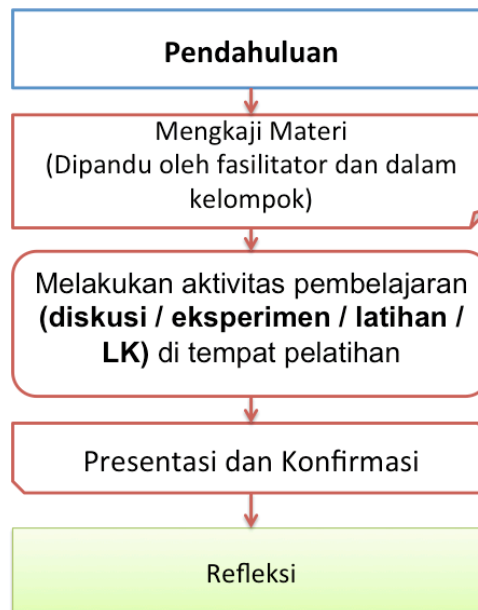 Pendahuluan
Mengkaji Materi
(Dipandu oleh fasilitator dan dalam
kelompok)
Melakukan aktivitas pembelajaran
(diskusi / eksperimen / latihan /
LK) di tempat pelatihan
Presentasi dan Konfirmasi
Refleksi